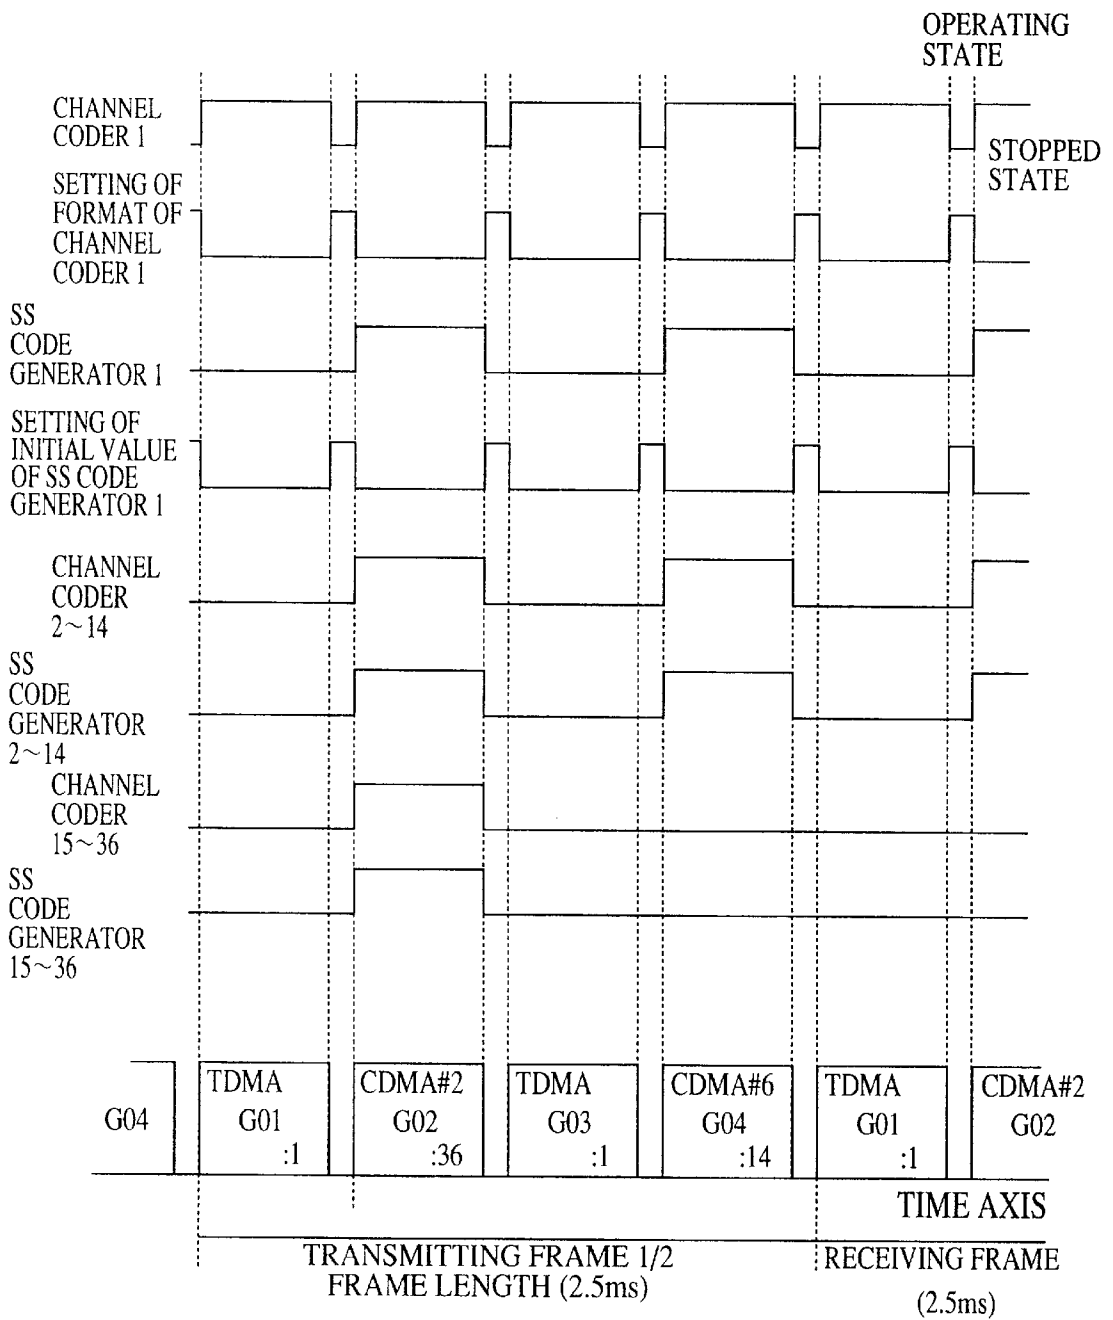 OPERATING
STATE
CHANNEL
CODER 1
STOPPED
STATE
SETTING OF
FORMAT OF
CHANNEL
CODER 1
SS
CODE
GENERATOR 1
SETTING OF
INITIAL VALUE
OF SS CODE
GENERATOR 1
CHANNEL
CODER
2~14
SS
CODE
GENERATOR
2~14
CHANNEL
CODER
15~36
SS
CODE
GENERATOR
15~36
G04
TDMA
G01
:1
CDMA#2
G02
:36
TDMA
G03
:1
CDMA#6
G04
:14
TDMA
G01
:1
CDMA#2
G02
TIME AXIS
TRANSMITTING FRAME 1/2
FRAME LENGTH (2.5ms)
RECEIVING FRAME
(2.5ms)